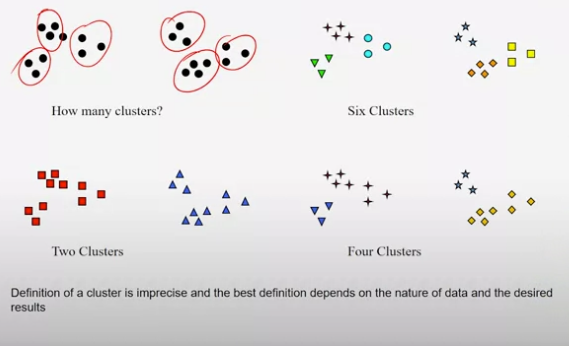 How many clusters?
Six Clusters
Two Clusters
Four Clusters
Definition of a cluster is imprecise and the best definition depends on the nature of data and the desired
results